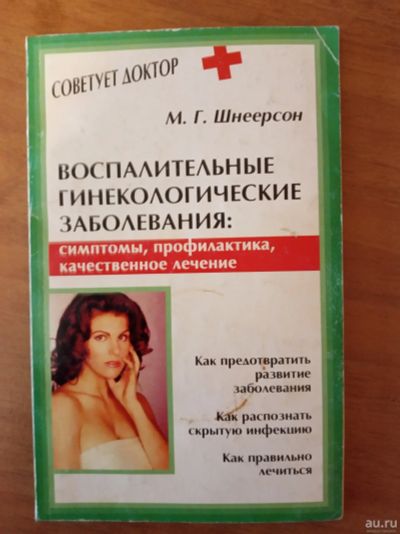 СОВЕТУЕТ ДОКТОР
М. Г. Шнеерсон
ВОСПАЛИТЕЛЬНЫЕ
ГИНЕКОЛОГИЧЕСКИЕ
ЗАБОЛЕВАНИЯ:
симптомы, профилактика,
качественное лечение
Как предотвратить
развитие
заболевания
Как распознать
скрытую инфекцию
Как правильно
лечиться
au.ru